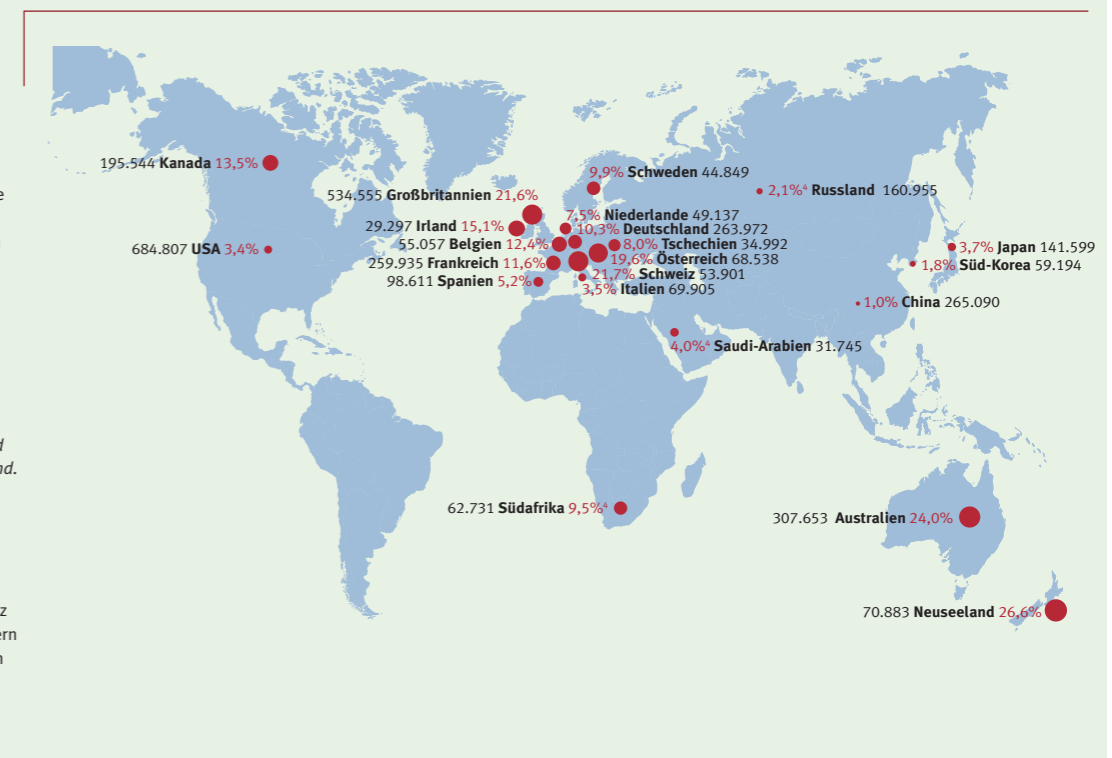 e
195.544 Kanada 13,5%
9,9% Schweden 44.849
2,1%⁴ Russland 160.955
534.555 Großbritannien 21,6%
7,5% Niederlande 49.137
29.297 Irland 15,1%
10,3% Deutschland 263.972
684.807 USA 3,4%
55.057 Belgien 12,4%
8,0% Tschechien 34.992
3,7% Japan 141.599
259.935 Frankreich 11,6%
19,6% Österreich 68.538
1,8% Süd-Korea 59.194
98.611 Spanien 5,2%
21,7% Schweiz 53.901
3,5% Italien 69.905
1,0% China 265.090
4,0%⁴ Saudi-Arabien 31.745
d
nd.
62.731 Südafrika 9,5%⁴
307.653 Australien 24,0%
z
70.883 Neuseeland 26,6%
ern
n